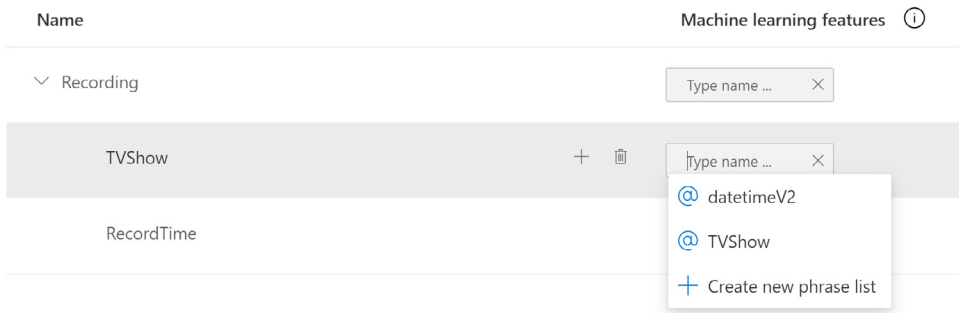 Name Machine learning features
Recording Type name ...
TVShow Type name ...
@ datetimeV2
RecordTime
@ TVShow
+ Create new phrase list